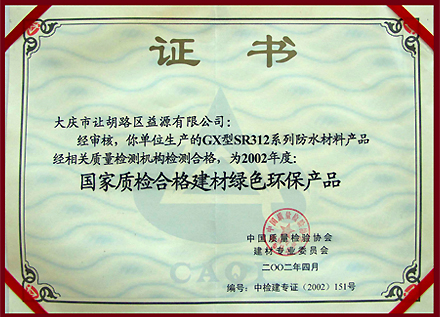 证书
大庆市让胡路区益源有限公司：
经审核，你单位生产的GX型SR312系列防水材料产品
经相关质量检测机构检测合格，为2002年度：
国家质检合格建材绿色环保产品
中国质量检验协会
建材专业委员会
二〇〇二年四月
编号：中检建专证（2002）151号